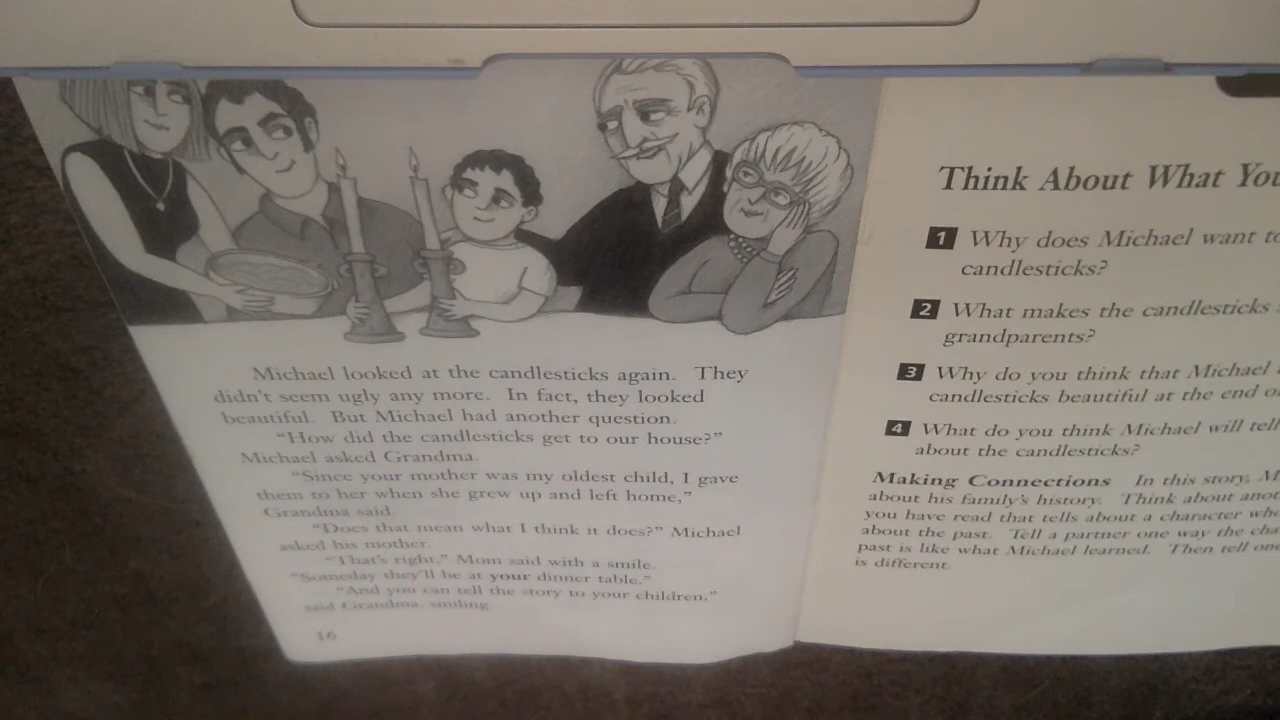 Michael looked at the candlesticks again. They
didn't seem ugly any more. In fact, they looked
beautiful. But Michael had another question.
"How did the candlesticks get to our house?"
Michael asked Grandma.
"Since your mother was my oldest child, I gave
them to her when she grew up and left home,"
Grandma said.
"Does that mean what I think it does?" Michael
asked his mother.
"That's right," Mom said with a smile.
"Someday they'll be at your dinner table."
"And you can tell the story to your children,"
said Grandma, smiling.
16
Think About What You
1 Why does Michael want to
candlesticks?
2 What makes the candlesticks
grandparents?
3 Why do you think that Michael
candlesticks beautiful at the end
4 What do you think Michael will tell
about the candlesticks?
Making Connections In this story,
about his family's history. Think about
you have read that tells about a character
about the past. Tell a partner one way the
past is like what Michael learned. Then tell
is different.